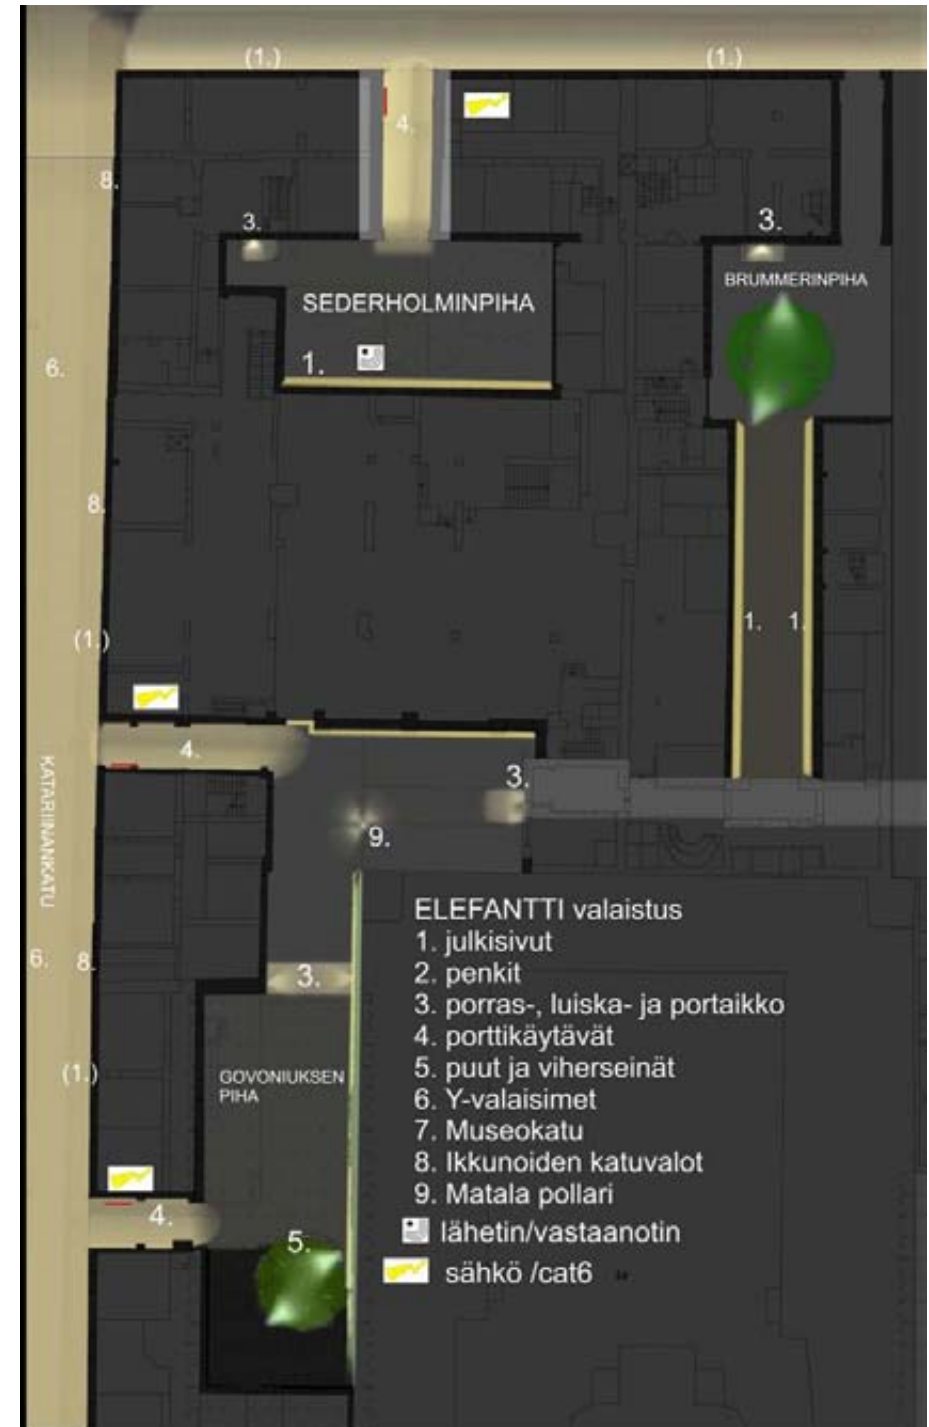 (1.)
(1.)
4.
8.
3.
3.
BRUMMERINPIHA
SEDERHOLMINPIHA
1.
6.
8.
1. 1.
(1.)
4.
3.
KATARIINANKATU
9.
ELEFANTTI valaistus
1. julkisivut
2. penkit
3. porras-, luiska- ja portaikko
4. porttikäytävät
5. puut ja viherseinät
6. Y-valaisimet
7. Museokatu
8. Ikkunoiden katuvalot
9. Matala pollari
lähetin/vastaanotin
sähkö /cat6
6.
8.
3.
(1.)
GOVONIUKSEN
PIHA
4.
5.